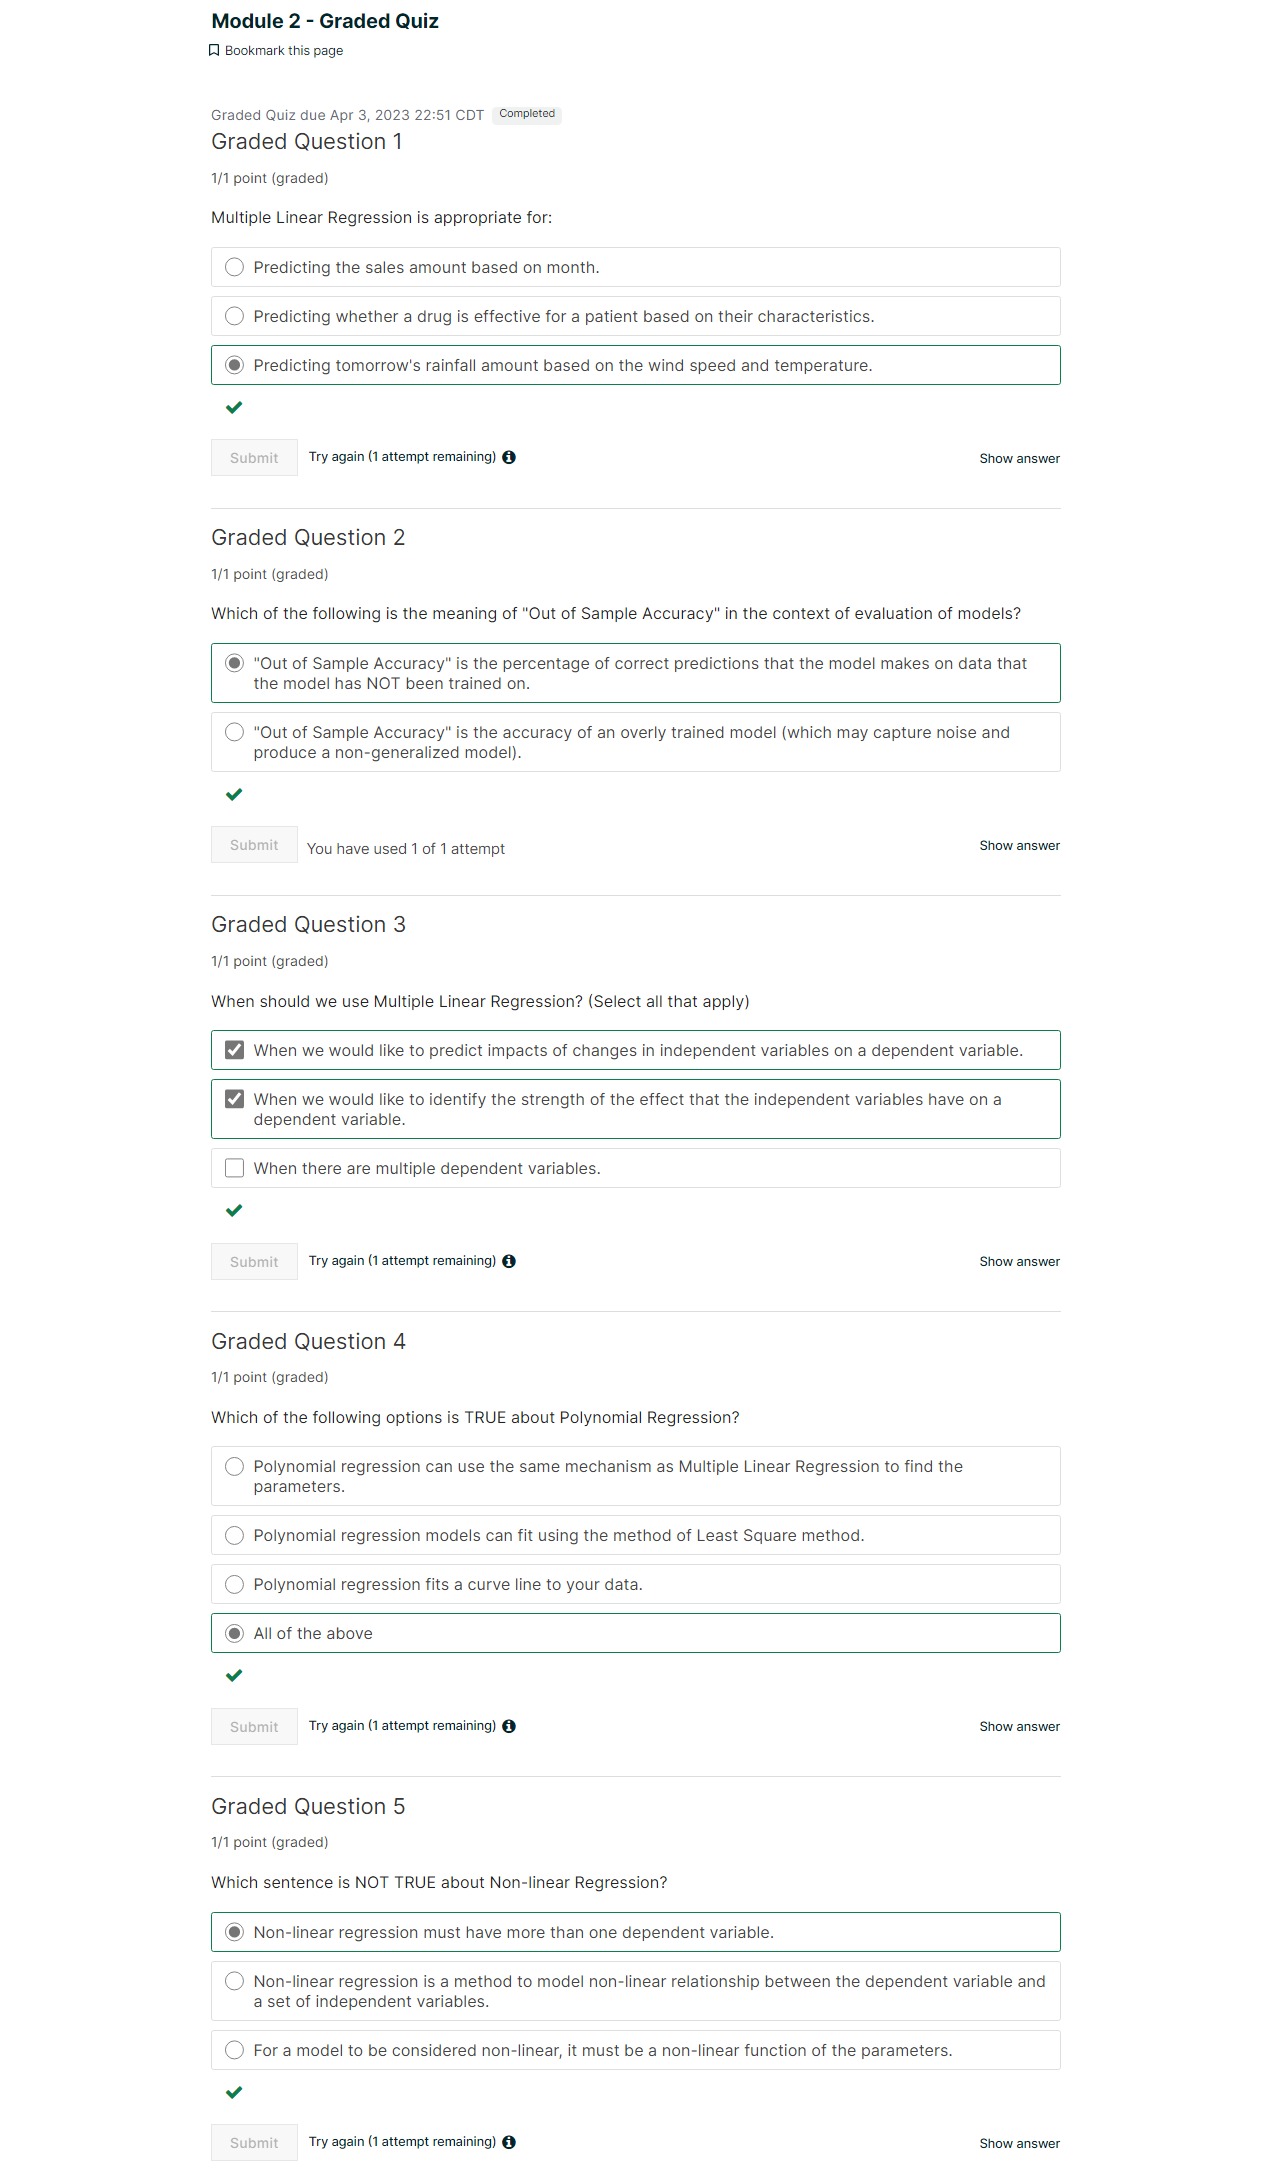 Module 2 - Graded Quiz
Bookmark this page
Graded Quiz due Apr 3, 2023 22:51 CDT Completed
Graded Question 1
1/1 point (graded)
Multiple Linear Regression is appropriate for:
Predicting the sales amount based on month.
Predicting whether a drug is effective for a patient based on their characteristics.
Predicting tomorrow's rainfall amount based on the wind speed and temperature.
Submit Try again (1 attempt remaining) Show answer
Graded Question 2
1/1 point (graded)
Which of the following is the meaning of "Out of Sample Accuracy" in the context of evaluation of models?
"Out of Sample Accuracy" is the percentage of correct predictions that the model makes on data that
the model has NOT been trained on.
"Out of Sample Accuracy" is the accuracy of an overly trained model (which may capture noise and
produce a non-generalized model).
Submit You have used 1 of 1 attempt Show answer
Graded Question 3
1/1 point (graded)
When should we use Multiple Linear Regression? (Select all that apply)
When we would like to predict impacts of changes in independent variables on a dependent variable.
When we would like to identify the strength of the effect that the independent variables have on a
dependent variable.
When there are multiple dependent variables.
Submit Try again (1 attempt remaining) Show answer
Graded Question 4
1/1 point (graded)
Which of the following options is TRUE about Polynomial Regression?
Polynomial regression can use the same mechanism as Multiple Linear Regression to find the
parameters.
Polynomial regression models can fit using the method of Least Square method.
Polynomial regression fits a curve line to your data.
All of the above
Submit Try again (1 attempt remaining) Show answer
Graded Question 5
1/1 point (graded)
Which sentence is NOT TRUE about Non-linear Regression?
Non-linear regression must have more than one dependent variable.
Non-linear regression is a method to model non-linear relationship between the dependent variable and
a set of independent variables.
For a model to be considered non-linear, it must be a non-linear function of the parameters.
Submit Try again (1 attempt remaining) Show answer